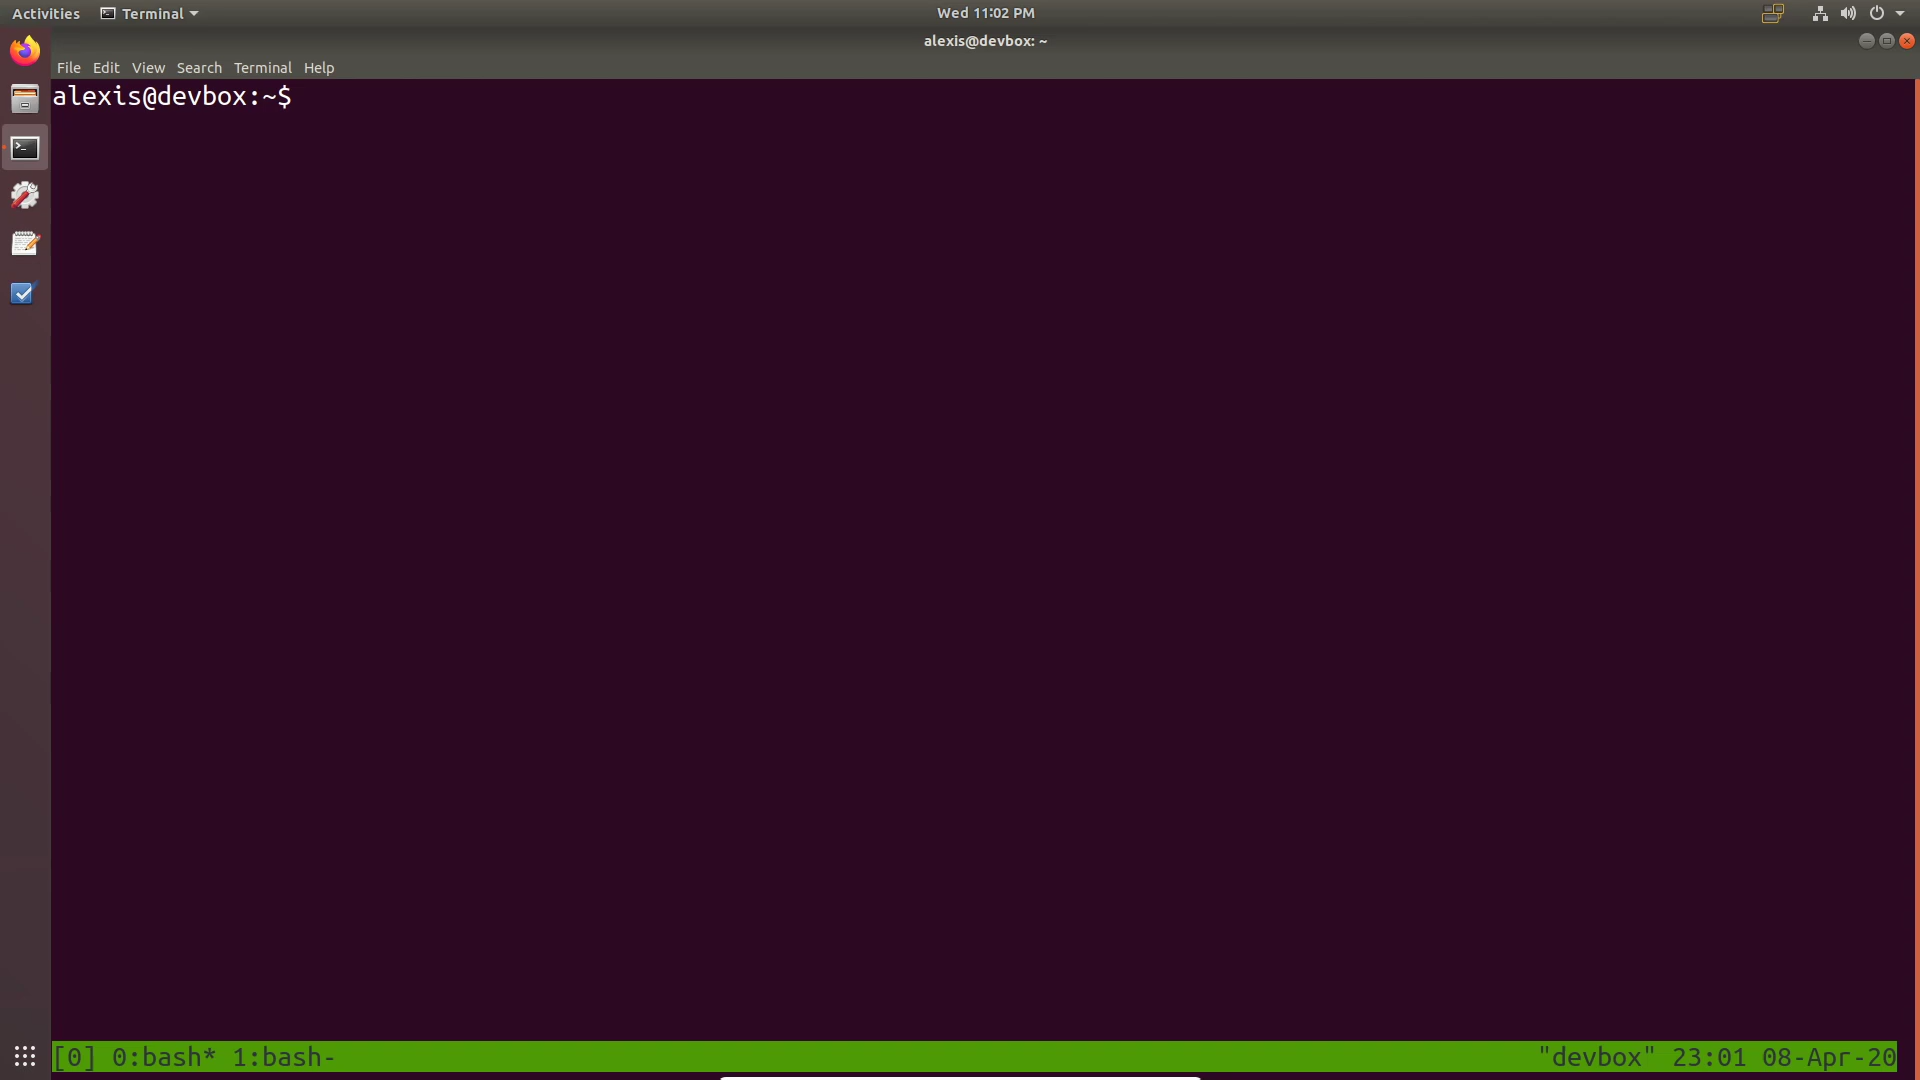 Activities Terminal Wed 11:02 PM
alexis@devbox: ~
File Edit View Search Terminal Help
alexis@devbox:~$
[0] 0:bash* 1:bash- "devbox" 23:01 08-Apr-20